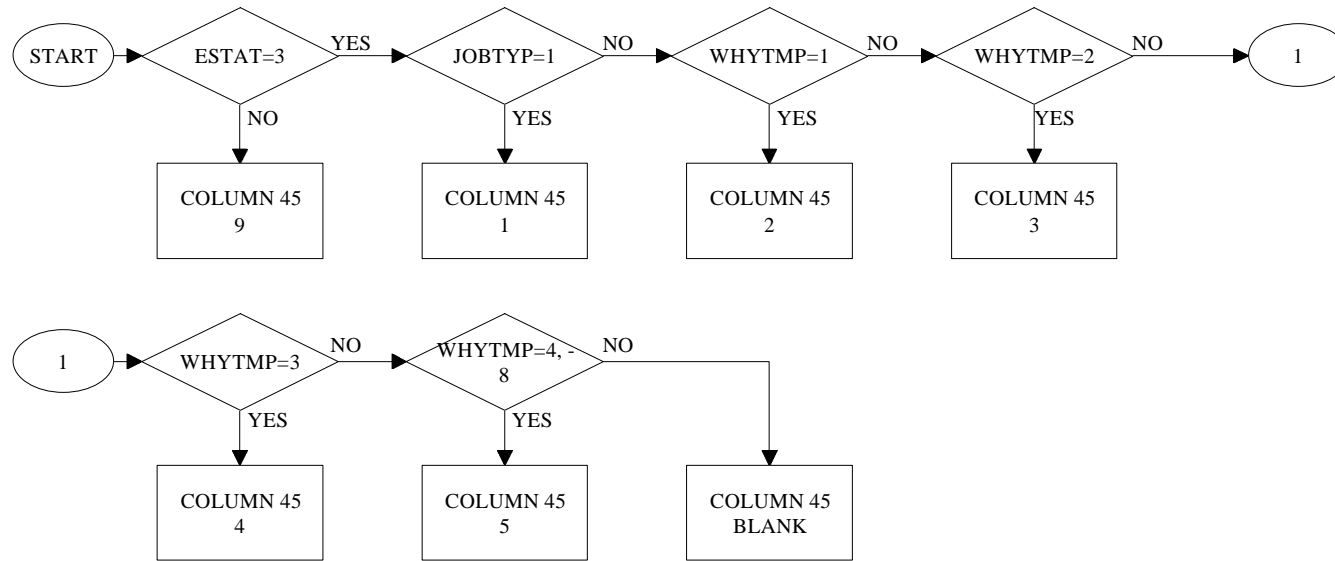 START
ESTAT=3
YES
JOBTYP=1
NO
WHYTMP=1
NO
WHYTMP=2
NO
1
NO
YES
YES
YES
COLUMN 45
9
COLUMN 45
1
COLUMN 45
2
COLUMN 45
3
1
WHYTMP=3
NO
WHYTMP=4, -
8
NO
YES
YES
COLUMN 45
4
COLUMN 45
5
COLUMN 45
BLANK